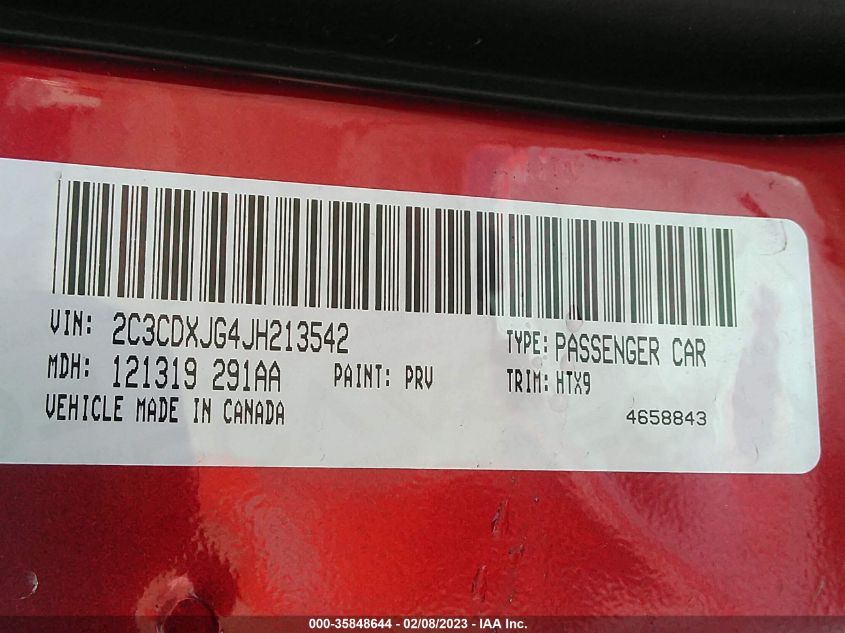 VIN: 2C3CDXJG4JH213542 TYPE: PASSENGER CAR
MDH: 121319 291AA PAINT: PRV TRIM: HTX9
VEHICLE MADE IN CANADA 4658843
000-35848644 - 02/08/2023 - IAA Inc.